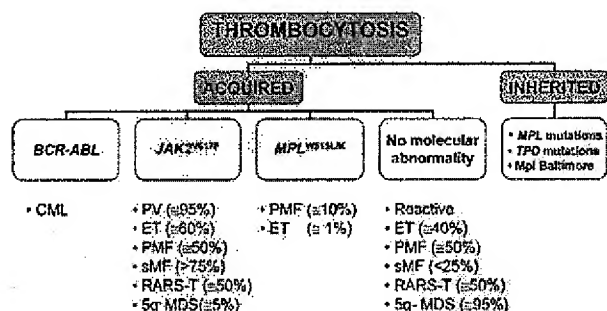 THROMBOCYTOSIS
ACQUIRED
INHERITED
BCR-ABL
JAK2V617F
MPLW515L/K
No molecular
abnormality
• MPL mutations
• TPO mutations
• Mpl Baltimore
• CML
• PV (≅95%)
• ET (≅60%)
• PMF (≅50%)
• sMF (>75%)
• RARS-T (≅50%)
• 5q- MDS (≅5%)
• PMF (≅10%)
• ET (≅1%)
• Reactive
• ET (≅40%)
• PMF (≅50%)
• sMF (<25%)
• RARS-T (≅50%)
• 5q- MDS (≅95%)